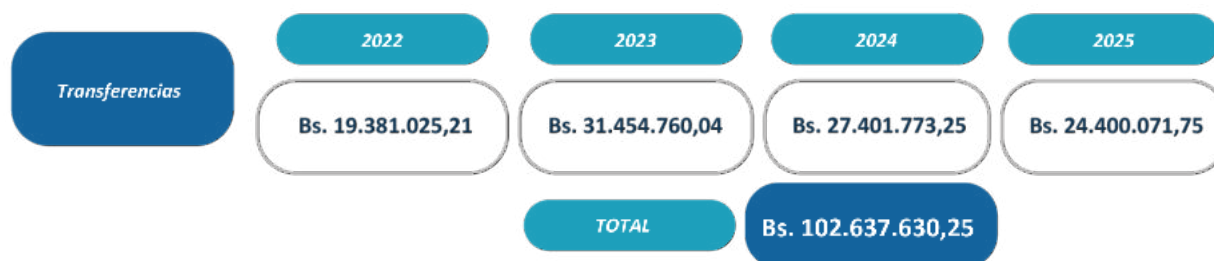 2022 2023 2024 2025
Transferencias
Bs. 19.381.025,21 Bs. 31.454.760,04 Bs. 27.401.773,25 Bs. 24.400.071,75
TOTAL Bs. 102.637.630,25